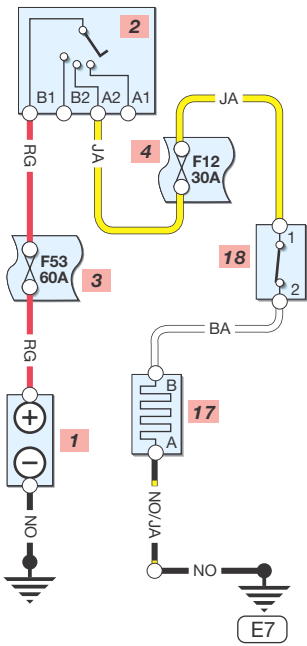 2
B1 B2 A2 A1
RG
JA
JA
4
F12
30A
1
18
2
F53
60A
3
BA
RG
B
17
A
+
1
−
NO
NO/JA
NO
E7